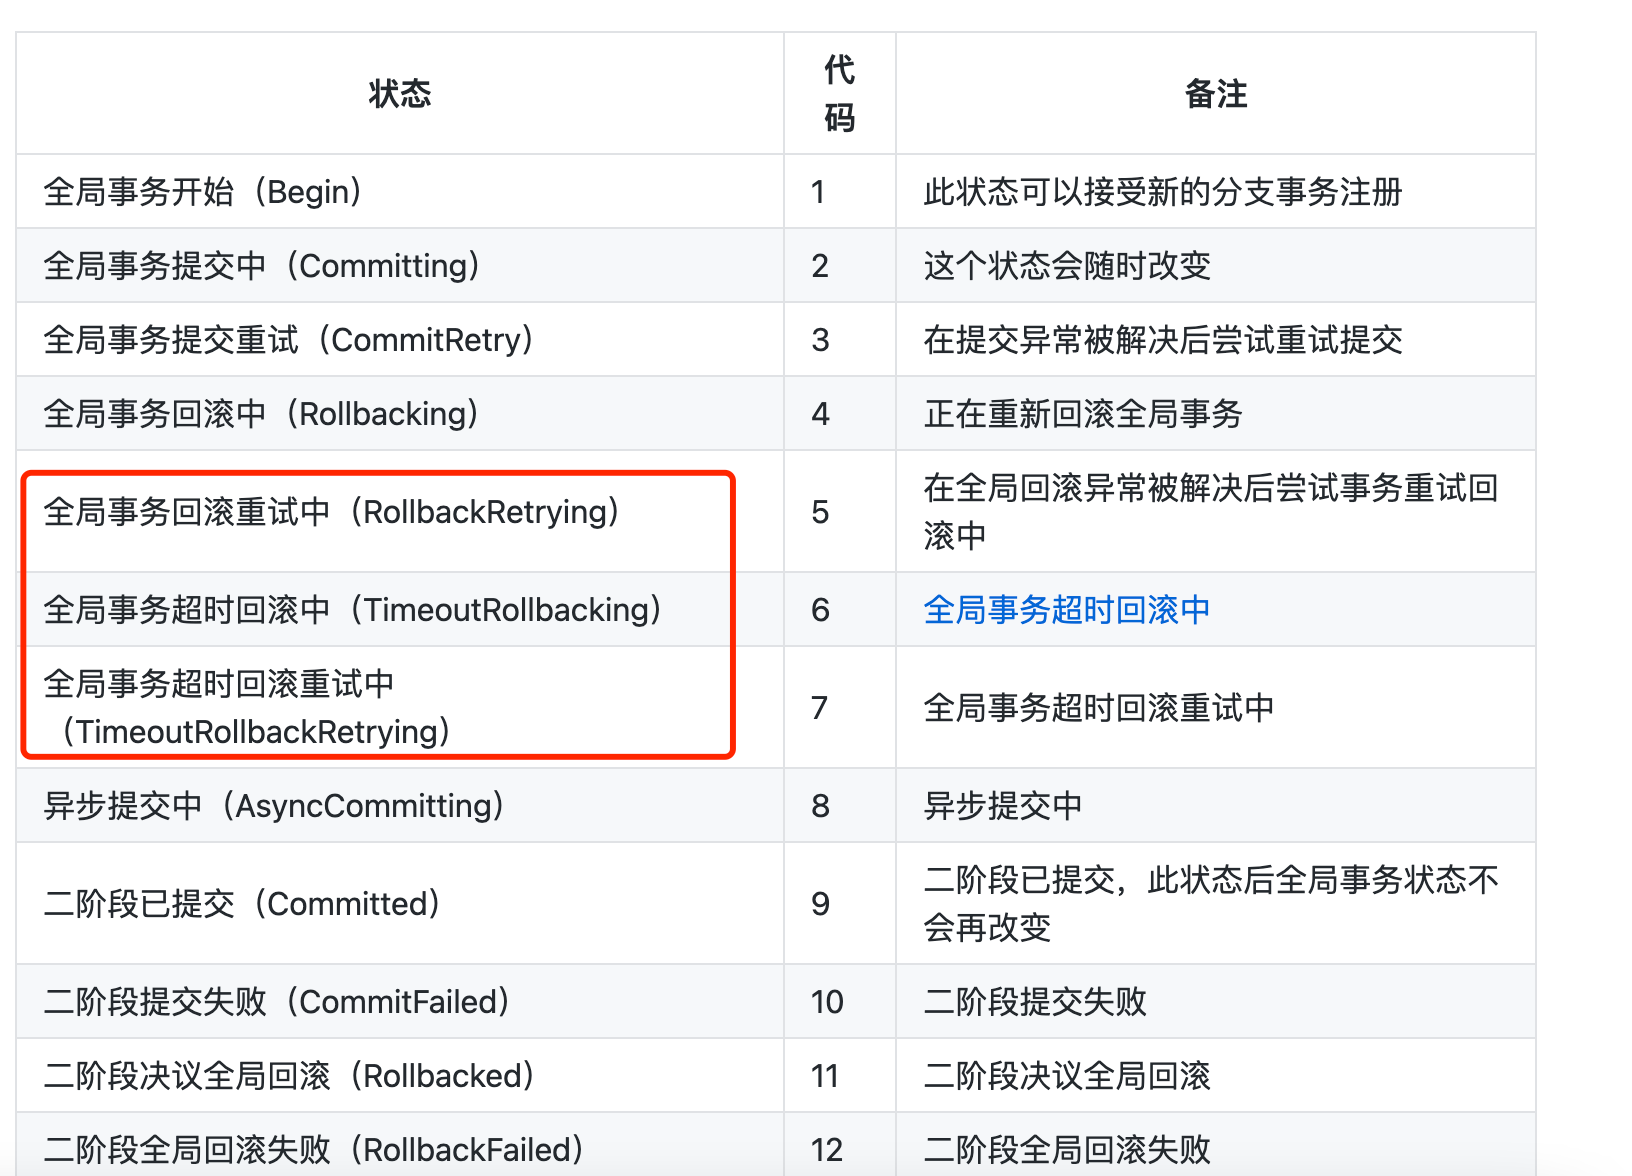 状态
代
码
备注
全局事务开始（Begin）
1
此状态可以接受新的分支事务注册
全局事务提交中（Committing）
2
这个状态会随时改变
全局事务提交重试（CommitRetry）
3
在提交异常被解决后尝试重试提交
全局事务回滚中（Rollbacking）
4
正在重新回滚全局事务
全局事务回滚重试中（RollbackRetrying）
5
在全局回滚异常被解决后尝试事务重试回
滚中
全局事务超时回滚中（TimeoutRollbacking）
6
全局事务超时回滚中
全局事务超时回滚重试中
（TimeoutRollbackRetrying）
7
全局事务超时回滚重试中
异步提交中（AsyncCommitting）
8
异步提交中
二阶段已提交（Committed）
9
二阶段已提交，此状态后全局事务状态不
会再改变
二阶段提交失败（CommitFailed）
10
二阶段提交失败
二阶段决议全局回滚（Rollbacked）
11
二阶段决议全局回滚
二阶段全局回滚失败（RollbackFailed）
12
二阶段全局回滚失败